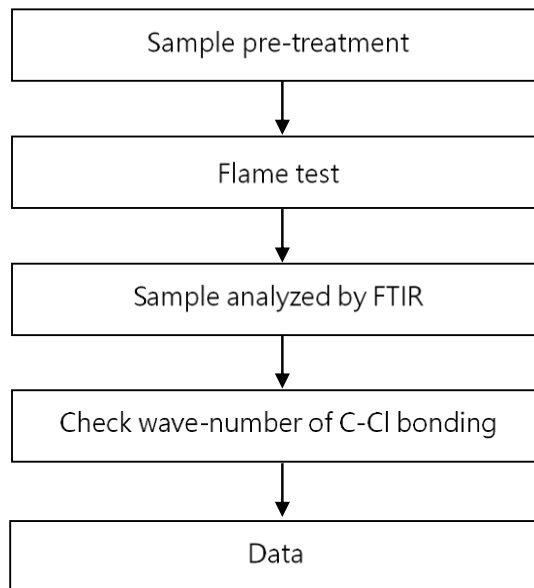 Sample pre-treatment
Flame test
Sample analyzed by FTIR
Check wave-number of C-Cl bonding
Data